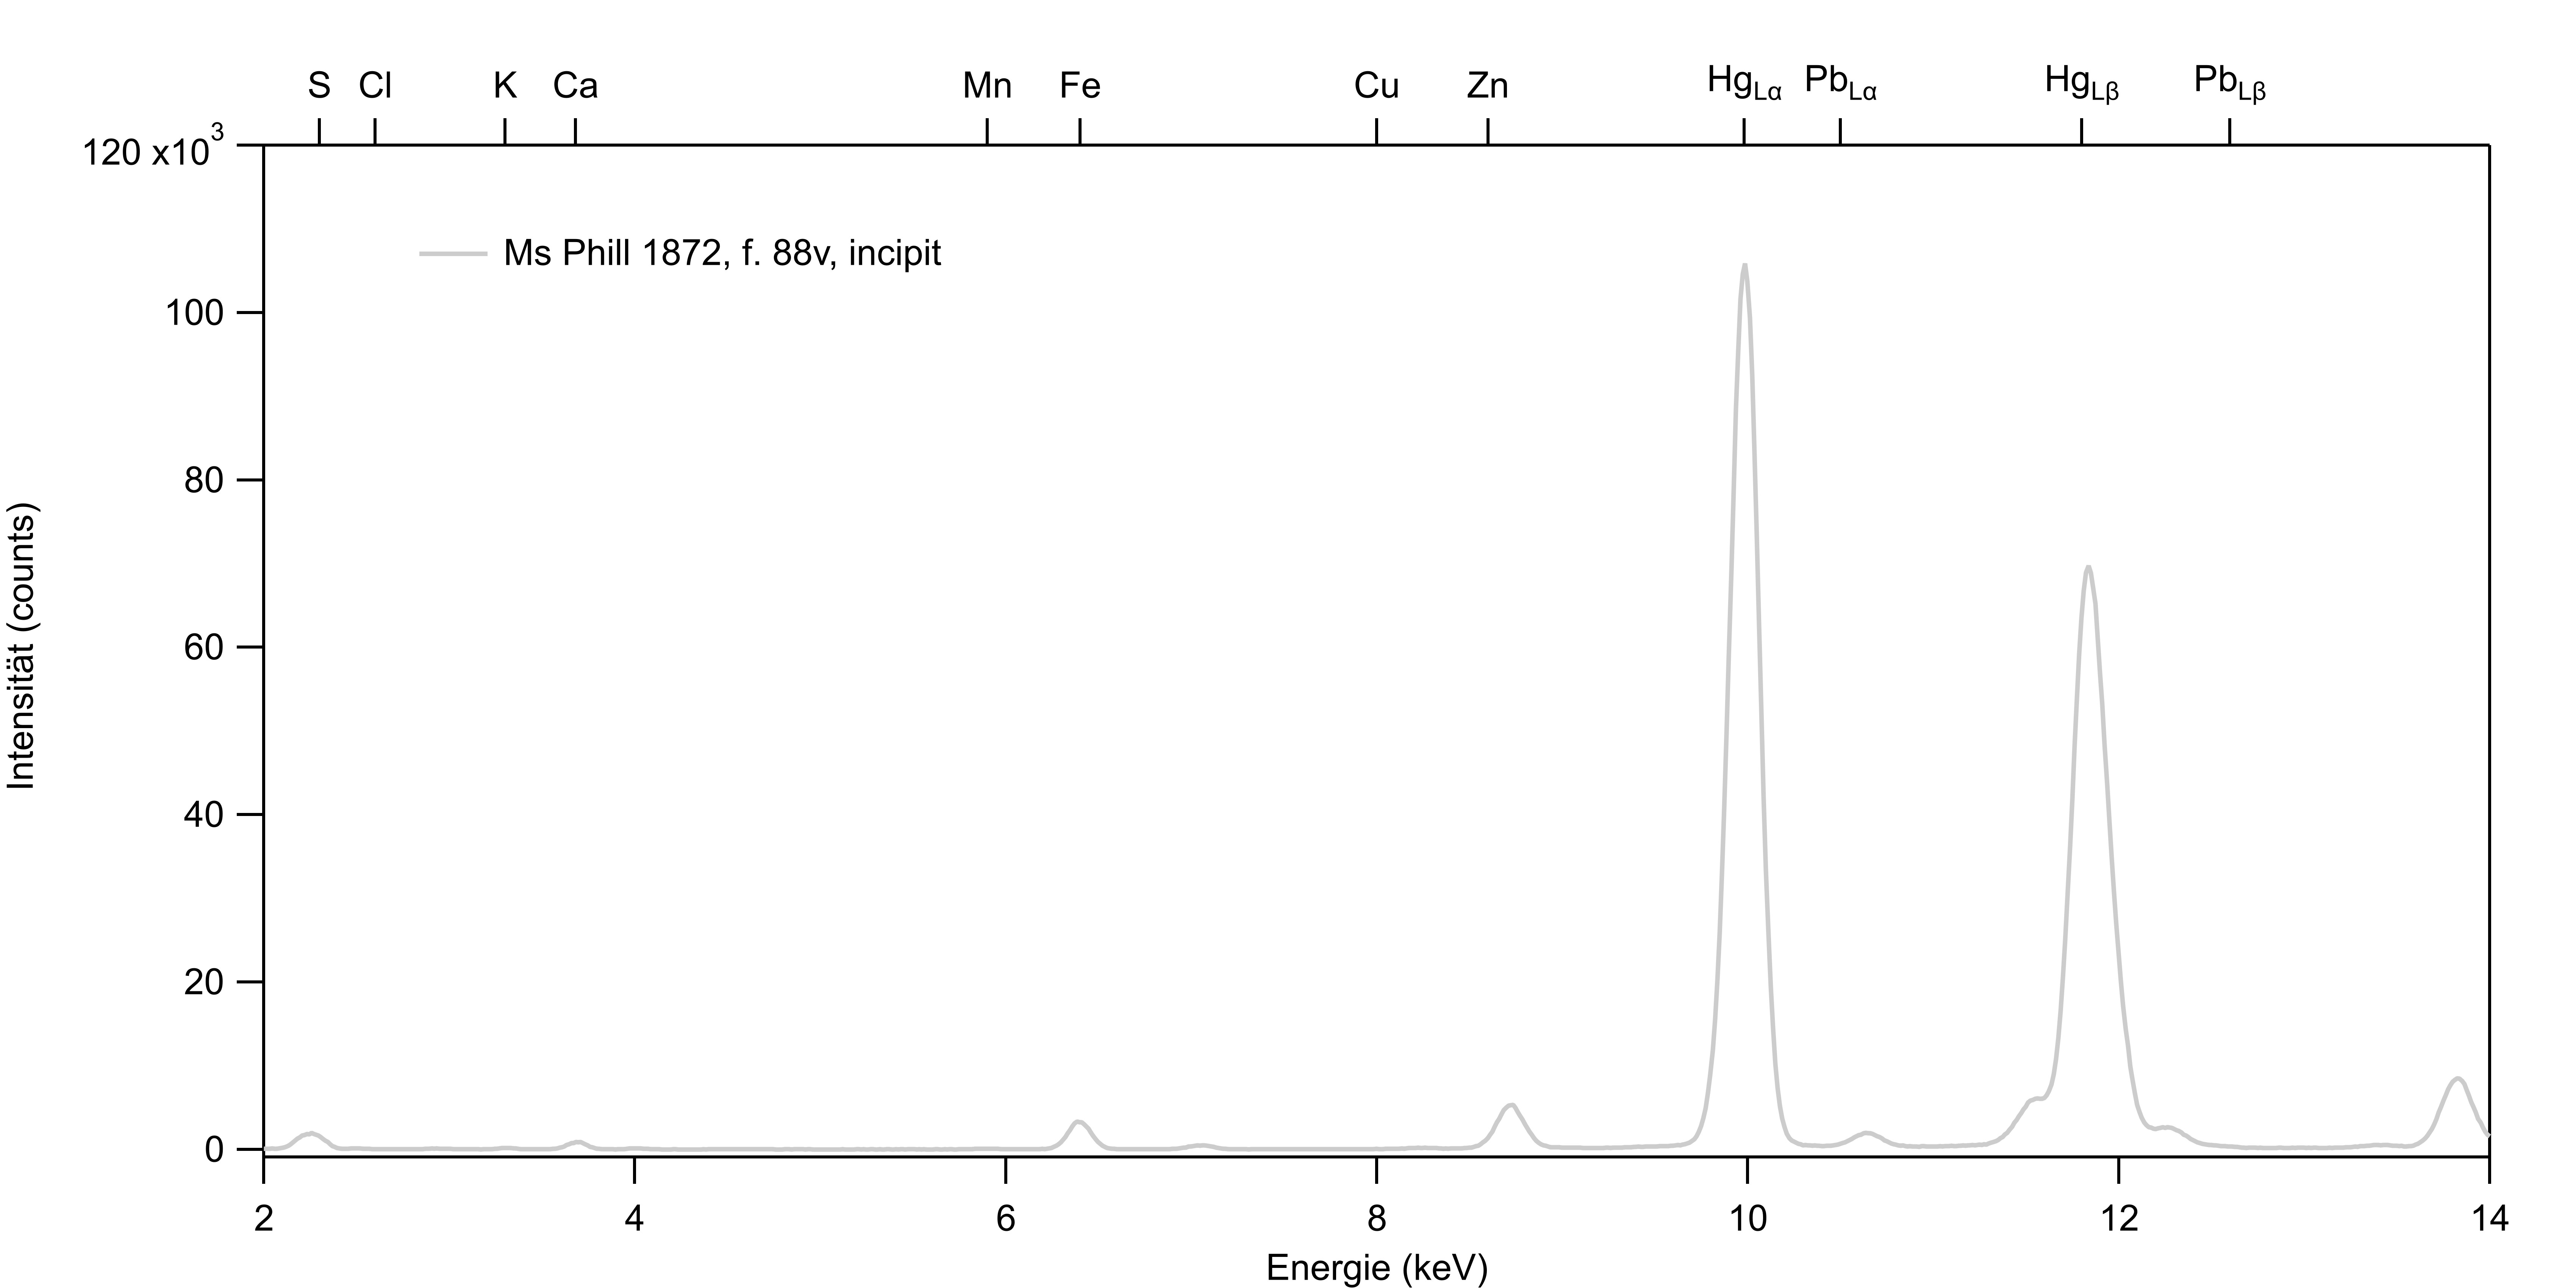 S Cl K Ca Mn Fe Cu Zn HgLα PbLα HgLβ PbLβ
120 x10³
Ms Phill 1872, f. 88v, incipit
100
80
60
40
20
0
Intensität (counts)
2 4 6 8 10 12 14
Energie (keV)